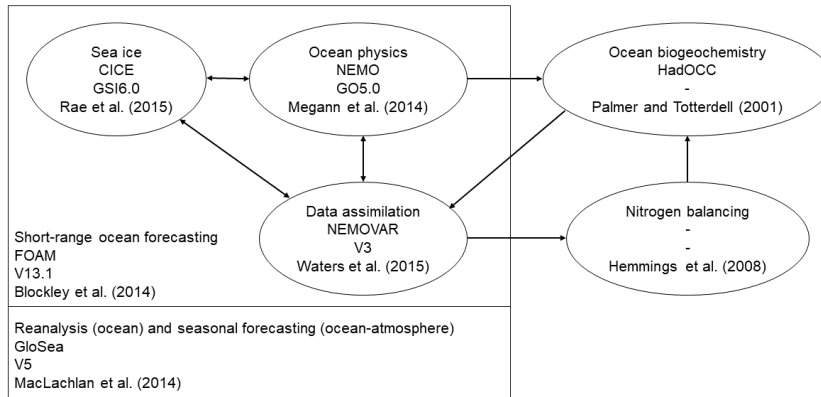 Sea ice
CICE
GSI6.0
Rae et al. (2015)
Ocean physics
NEMO
GO5.0
Megann et al. (2014)
Ocean biogeochemistry
HadOCC
-
Palmer and Totterdell (2001)
Data assimilation
NEMOVAR
V3
Waters et al. (2015)
Nitrogen balancing
-
-
Hemmings et al. (2008)
Short-range ocean forecasting
FOAM
V13.1
Blockley et al. (2014)
Reanalysis (ocean) and seasonal forecasting (ocean-atmosphere)
GloSea
V5
MacLachlan et al. (2014)